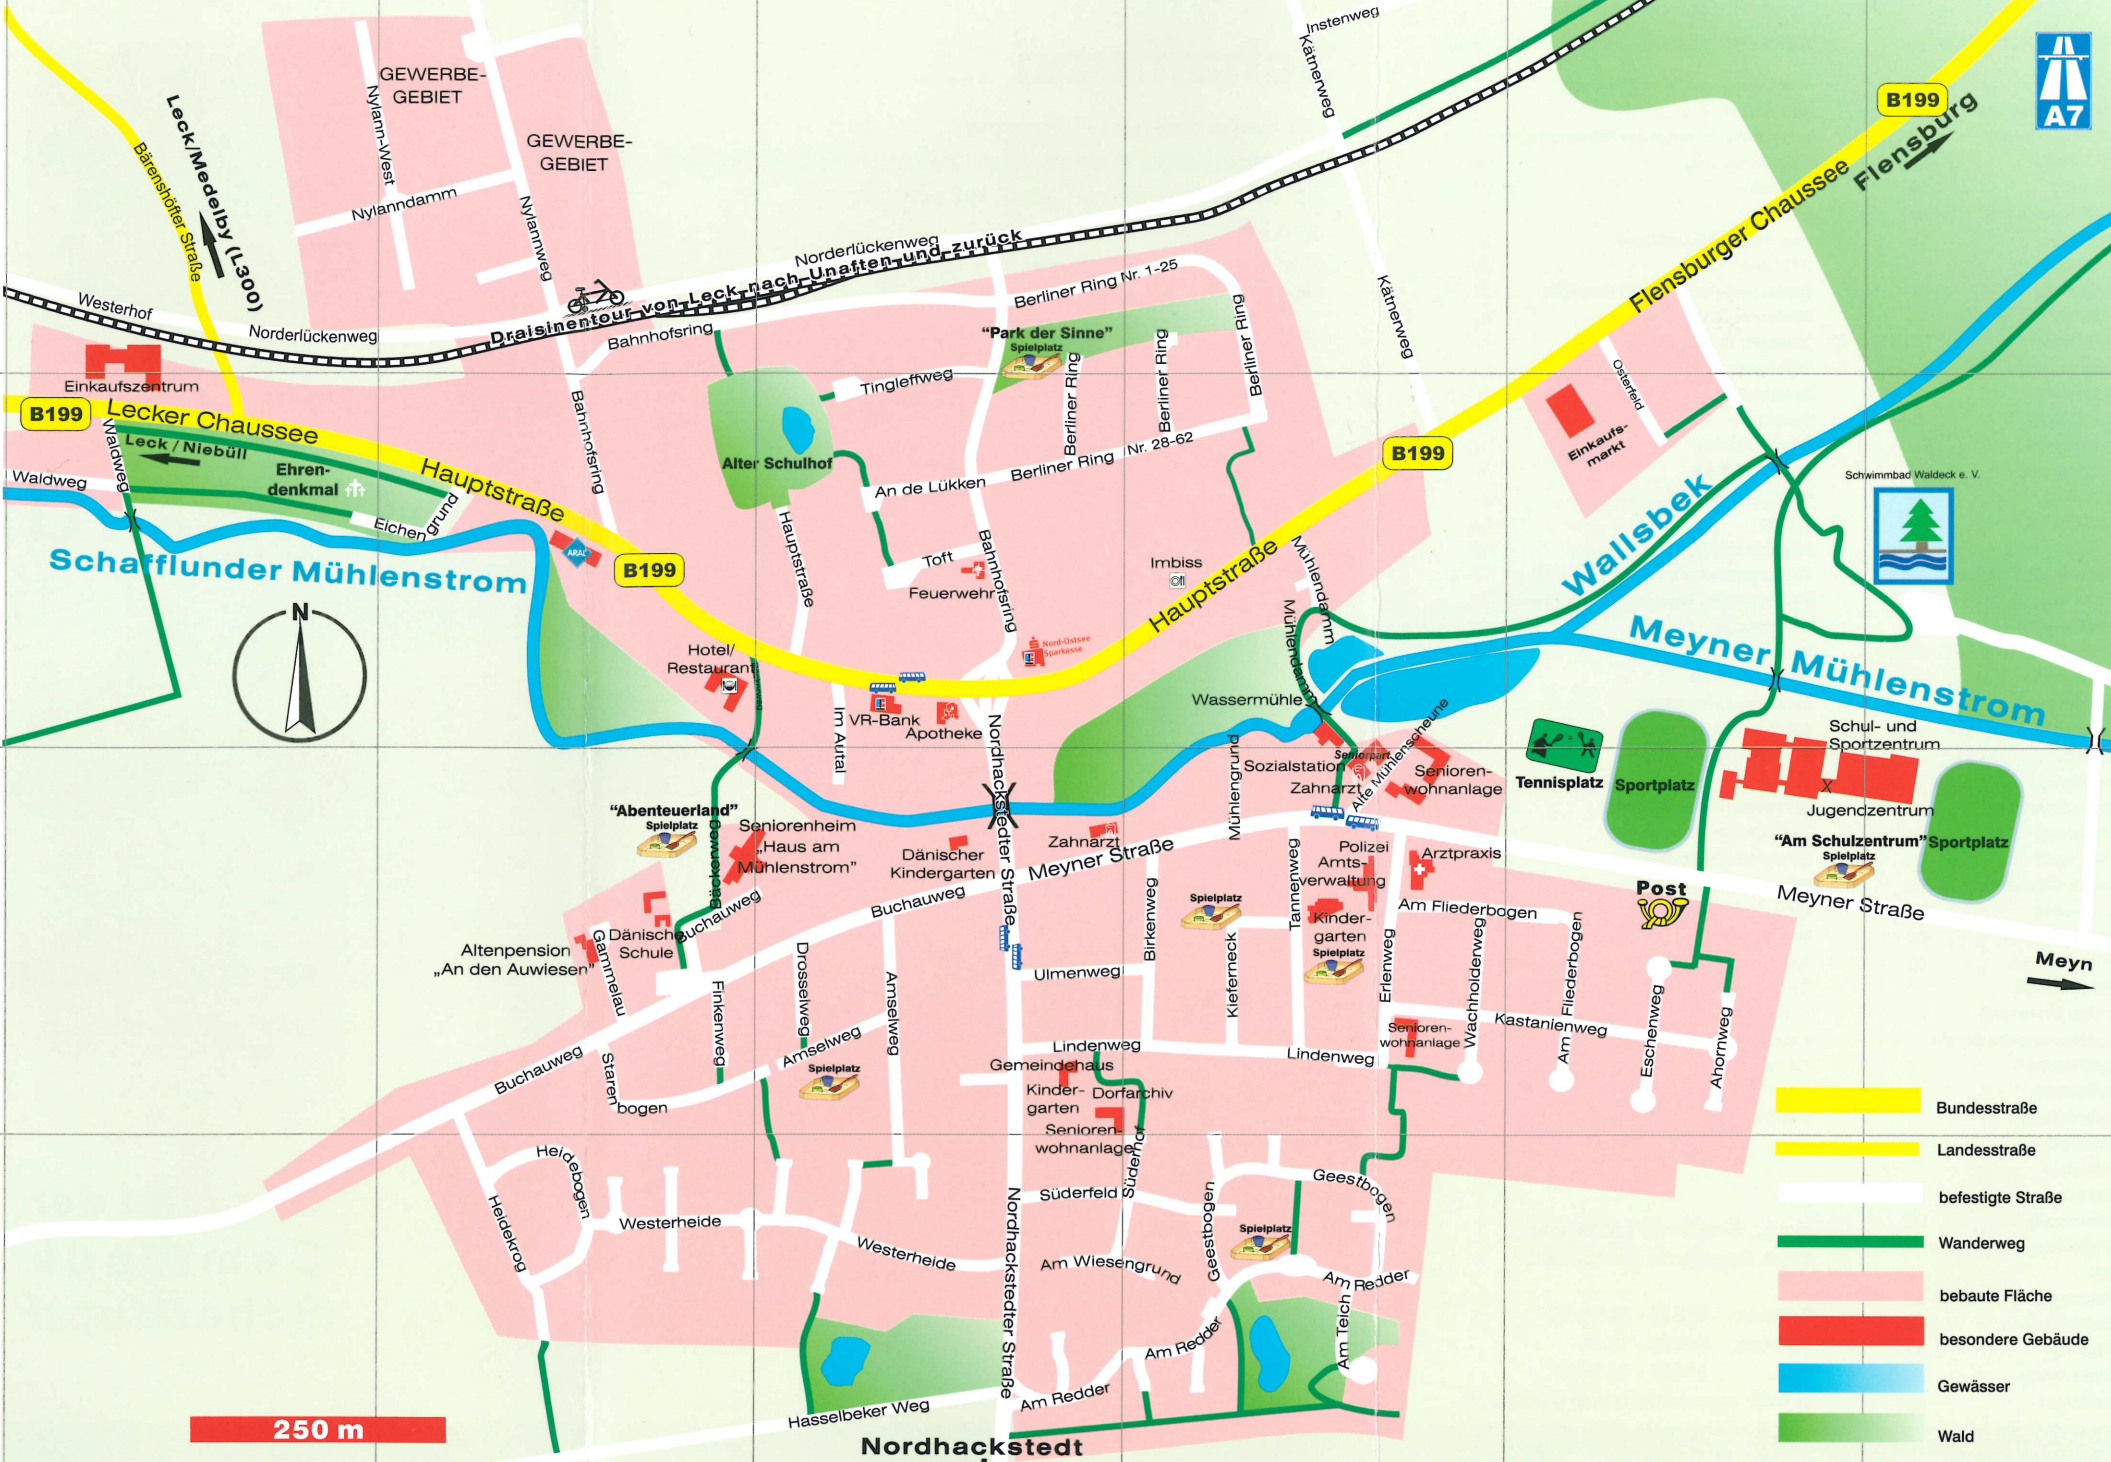 Instenweg
Kätnerweg
GEWERBE-
GEBIET
GEWERBE-
GEBIET
Nylann-West
Nylanndamm
Nylannweg
Leck/Medelby (L300)
Bärenshöfter Straße
B199
Flensburg
A7
Flensburger Chaussee
Westerhof
Norderlückenweg
Norderlückenweg
Draisinentour von Leck nach Unaften und zurück
Bahnhofsring
Berliner Ring Nr. 1-25
"Park der Sinne"
Spielplatz
Berliner Ring
Berliner Ring
Berliner Ring
Kätnerweg
Einkaufszentrum
B199
Lecker Chaussee
Leck / Niebüll
Waldweg
Waldweg
Ehren-
denkmal
Eichengrund
Hauptstraße
Bahnhofsring
Tingleffweg
Alter Schulhof
An de Lükken
Berliner Ring Nr. 28-62
B199
Osterfeld
Einkaufs-
markt
Schwimmbad Waldeck e. V.
Wallsbek
Schafflunder Mühlenstrom
ARAL
B199
Hauptstraße
Toft
Feuerwehr
Bahnhofsring
Imbiss
Hauptstraße
Mühlendamm
Mühlendamm
Meyner Mühlenstrom
N
Hotel/
Restaurant
Nord-Ostsee
Sparkasse
VR-Bank
Apotheke
Im Autal
Nordhackstedter Straße
Wassermühle
Mühlengrund
Sozialstation
Seniorpart
Zahnarzt
Alte Mühlenscheune
Senioren-
wohnanlage
Tennisplatz
Sportplatz
Schul- und
Sportzentrum
X
Jugendzentrum
"Am Schulzentrum"
Spielplatz
Sportplatz
"Abenteuerland"
Spielplatz
Bäckerweg
Seniorenheim
„Haus am
Mühlenstrom"
Dänischer
Kindergarten
Zahnarzt
Meyner Straße
Polizei
Amts-
verwaltung
Arztpraxis
Post
Meyner Straße
Meyn
Buchauweg
Buchauweg
Dänische
Schule
Altenpension
„An den Auwiesen"
Gammelau
Drosselweg
Amselweg
Finkenweg
Amselweg
Ulmenweg
Birkenweg
Spielplatz
Kieferneck
Tannenweg
Kinder-
garten
Spielplatz
Erlenweg
Am Fliederbogen
Wachholderweg
Am Fliederbogen
Kastanienweg
Eschenweg
Ahornweg
Buchauweg
Starenbogen
Spielplatz
Lindenweg
Lindenweg
Senioren-
wohnanlage
Gemeindehaus
Kinder-
garten
Dorfarchiv
Senioren-
wohnanlage
Süderhof
Heidebogen
Heidekrog
Westerheide
Westerheide
Süderfeld
Am Wiesengrund
Geestbogen
Geestbogen
Spielplatz
Am Redder
Am Teich
Am Redder
Am Redder
Nordhackstedter Straße
Hasselbeker Weg
Nordhackstedt
250 m
Bundesstraße
Landesstraße
befestigte Straße
Wanderweg
bebaute Fläche
besondere Gebäude
Gewässer
Wald